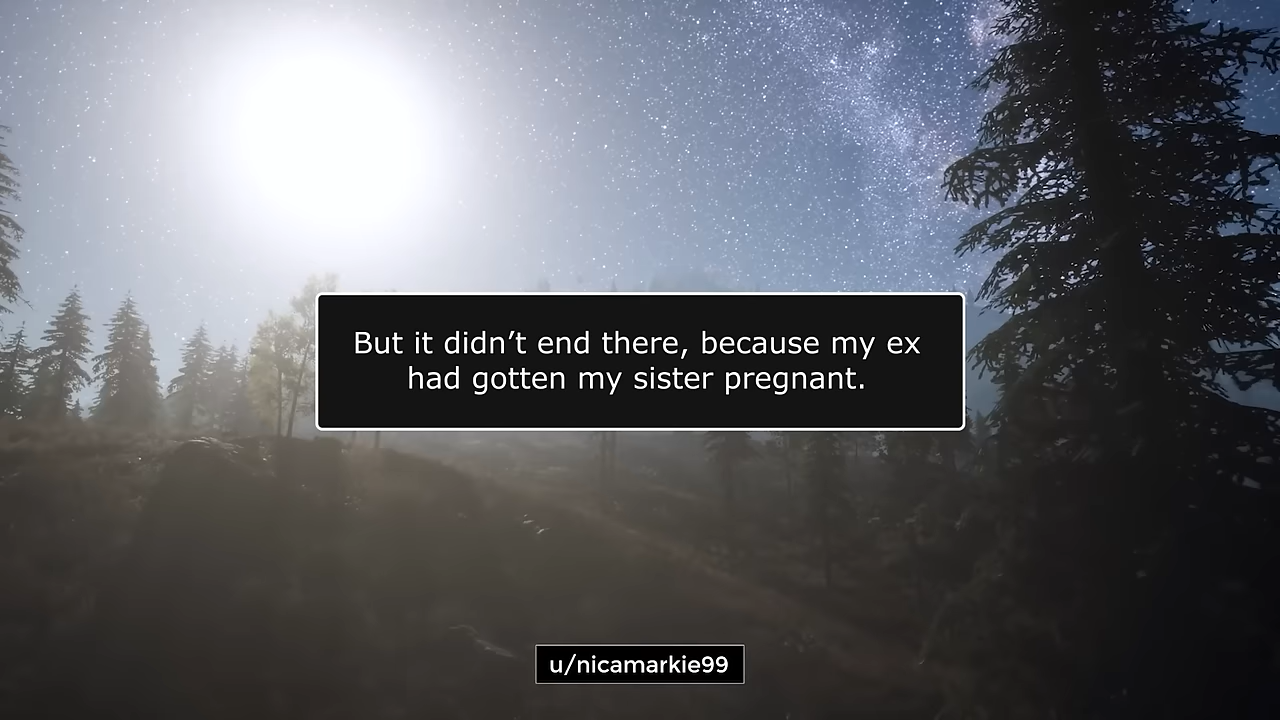 But it didn’t end there, because my ex
had gotten my sister pregnant.
u/nicamarkie99